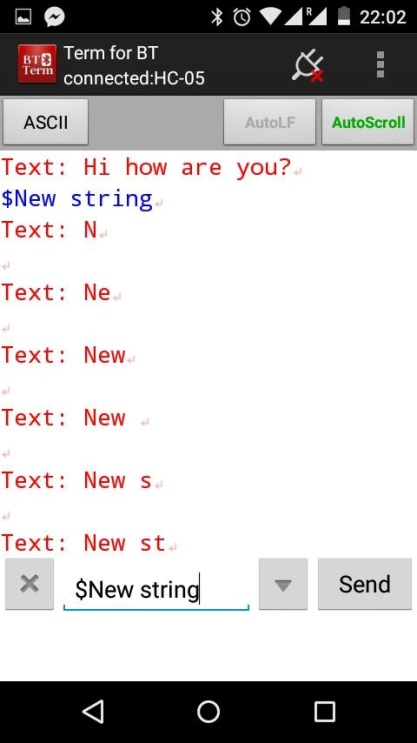 22:02
R
BT
Term
Term for BT
connected:HC-05
ASCII
AutoLF
AutoScroll
Text: Hi how are you?
$New string
Text: N
Text: Ne
Text: New
Text: New
Text: New s
Text: New st
$New string
Send